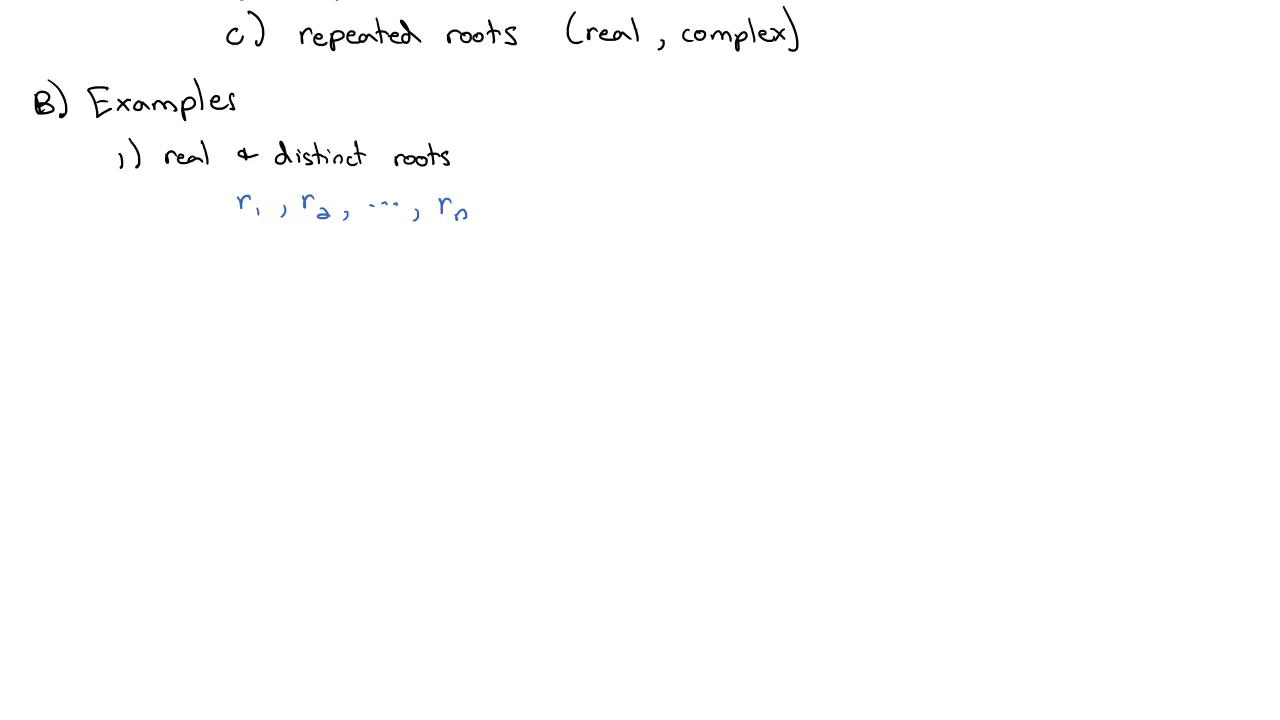 c) repeated roots (real, complex)
B) Examples
1) real & distinct roots
r₁, r₂, ..., rₙ